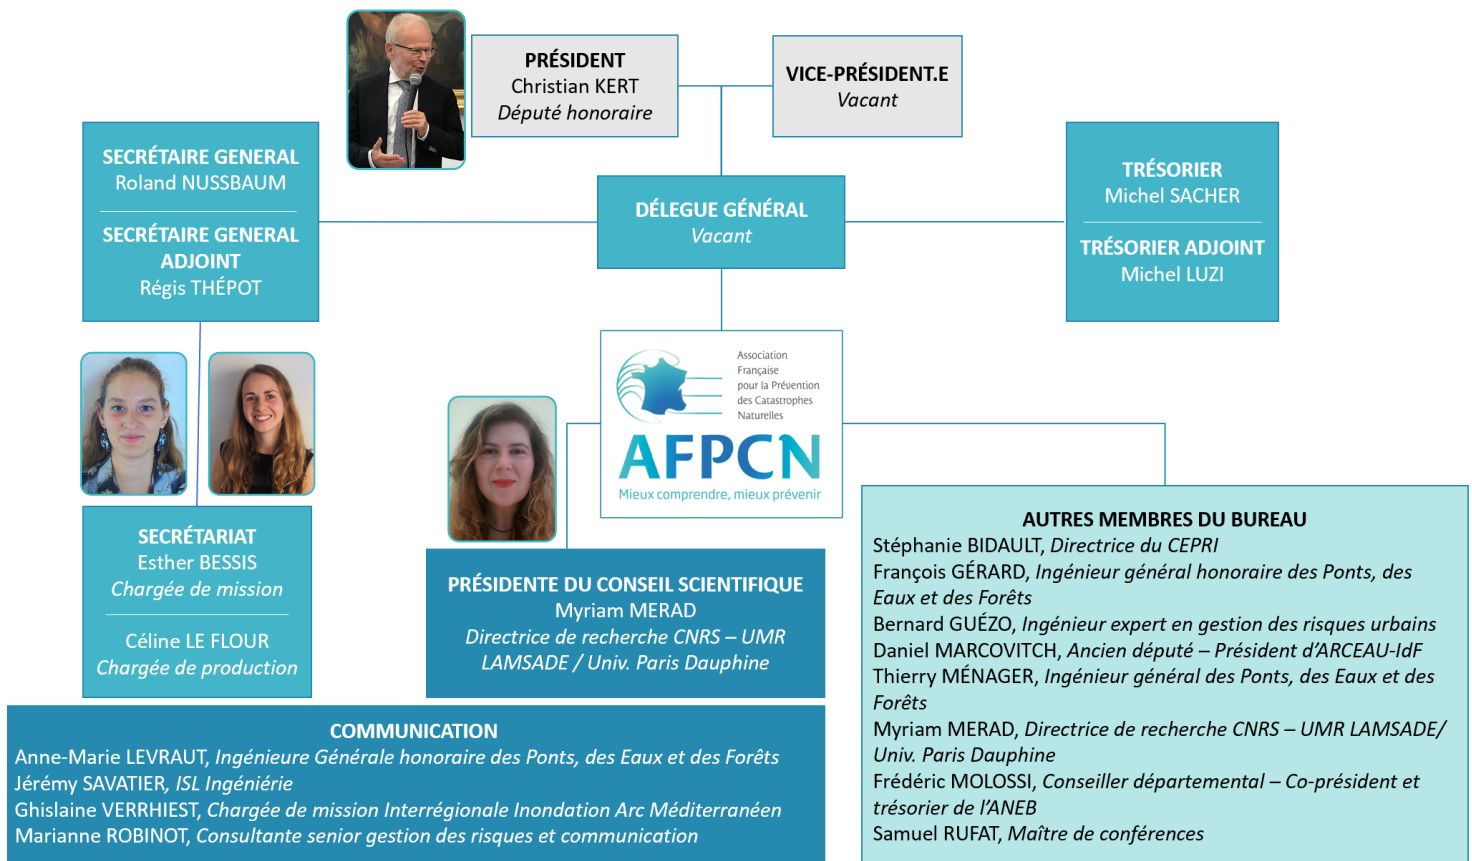 PRÉSIDENT
Christian KERT
Député honoraire
VICE-PRÉSIDENT.E
Vacant
SECRÉTAIRE GENERAL
Roland NUSSBAUM
SECRÉTAIRE GENERAL
ADJOINT
Régis THÉPOT
DÉLEGUE GÉNÉRAL
Vacant
TRÉSORIER
Michel SACHER
TRÉSORIER ADJOINT
Michel LUZI
Association
Française
pour la Prévention
des Catastrophes
Naturelles
AFPCN
Mieux comprendre, mieux prévenir
SECRÉTARIAT
Esther BESSIS
Chargée de mission
Céline LE FLOUR
Chargée de production
PRÉSIDENTE DU CONSEIL SCIENTIFIQUE
Myriam MERAD
Directrice de recherche CNRS – UMR
LAMSADE / Univ. Paris Dauphine
AUTRES MEMBRES DU BUREAU
Stéphanie BIDAULT, Directrice du CEPRI
François GÉRARD, Ingénieur général honoraire des Ponts, des
Eaux et des Forêts
Bernard GUÉZO, Ingénieur expert en gestion des risques urbains
Daniel MARCOVITCH, Ancien député – Président d’ARCEAU-IdF
Thierry MÉNAGER, Ingénieur général des Ponts, des Eaux et des
Forêts
Myriam MERAD, Directrice de recherche CNRS – UMR LAMSADE/
Univ. Paris Dauphine
Frédéric MOLOSSI, Conseiller départemental – Co-président et
trésorier de l’ANEB
Samuel RUFAT, Maître de conférences
COMMUNICATION
Anne-Marie LEVRAUT, Ingénieure Générale honoraire des Ponts, des Eaux et des Forêts
Jérémy SAVATIER, ISL Ingéniérie
Ghislaine VERRHIEST, Chargée de mission Interrégionale Inondation Arc Méditerranéen
Marianne ROBINOT, Consultante senior gestion des risques et communication